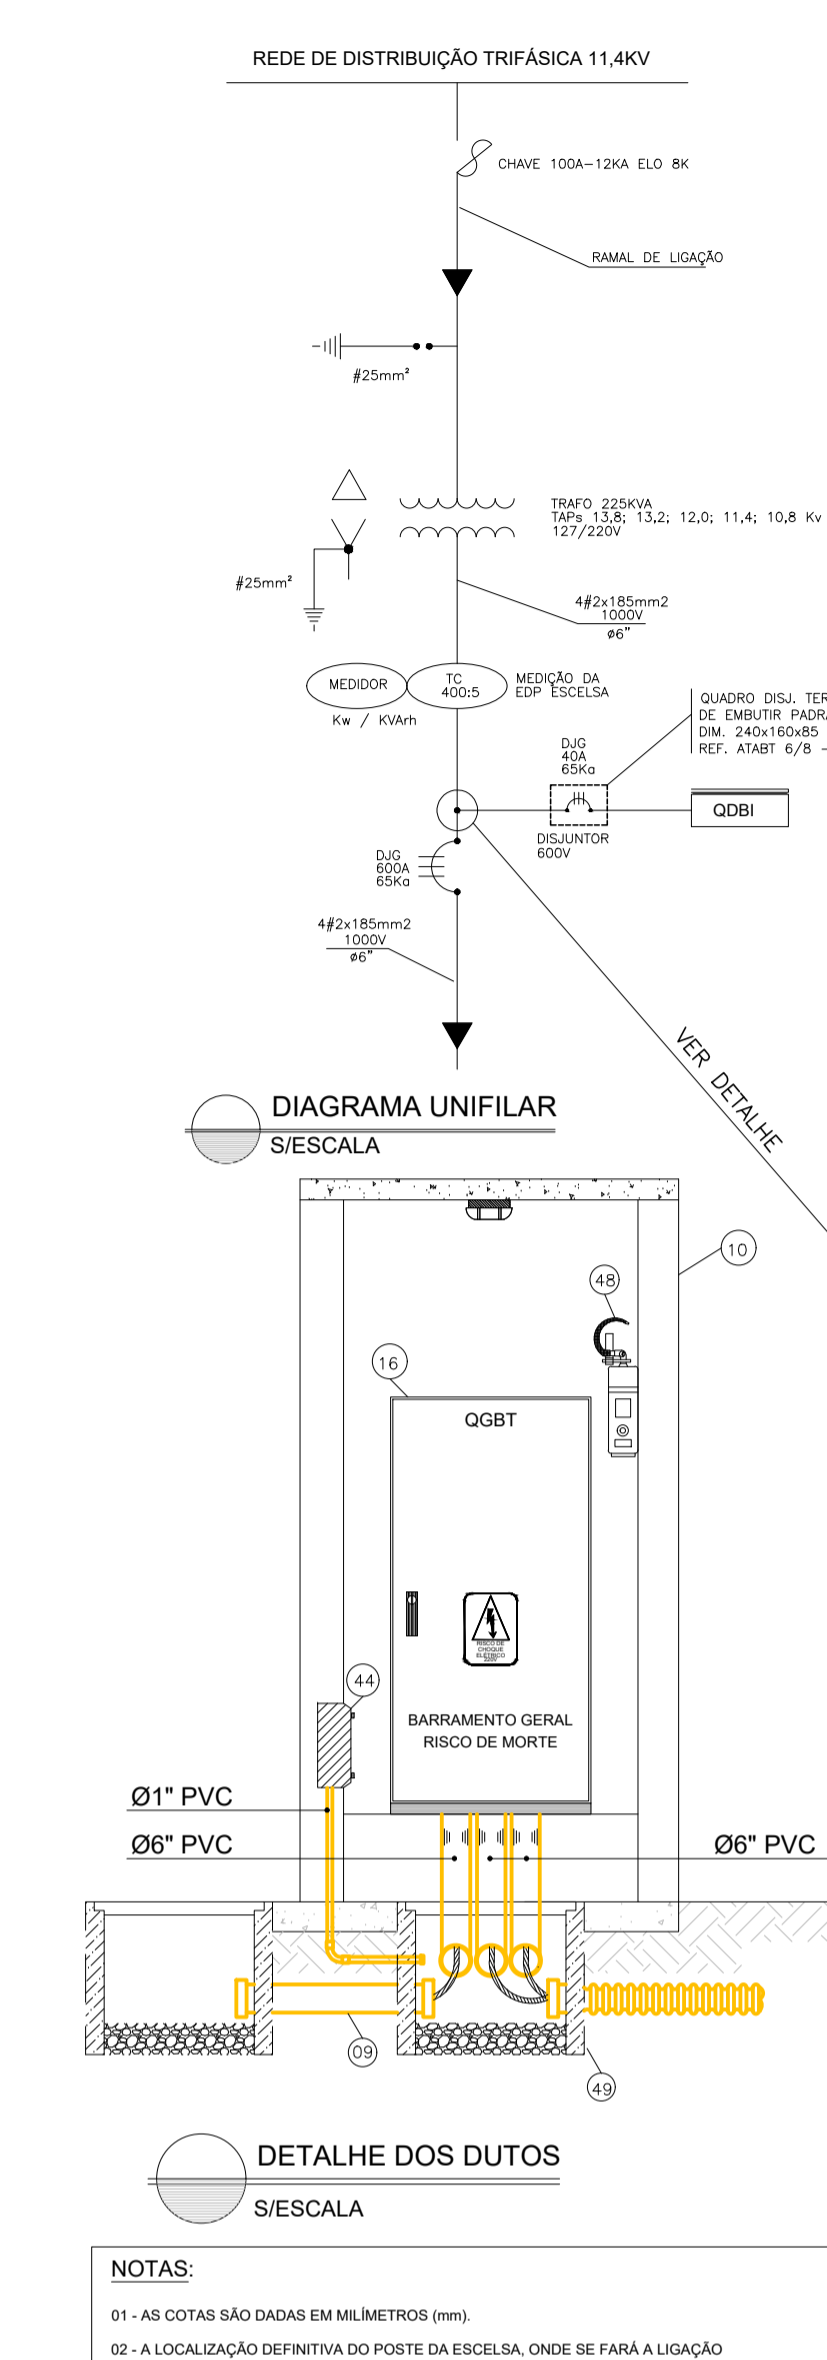 REDE DE DISTRIBUIÇÃO TRIFÁSICA 11,4KV
CHAVE 100A-12KA ELO 8K
RAMAL DE LIGAÇÃO
#25mm²
TRAFO 225KVA
TAPs 13,8; 13,2; 12,0; 11,4; 10,8 Kv
127/220V
#25mm²
4#2x185mm2
1000V
ø6"
MEDIDOR
TC
400:5
MEDIÇÃO DA
EDP ESCELSA
Kw / KVArh
QUADRO DISJ. TER
DE EMBUTIR PADRA
DIM. 240x160x85
REF. ATABT 6/8 -
DJG
40A
65Ka
QDBI
DISJUNTOR
600V
DJG
600A
65Ka
4#2x185mm2
1000V
ø6"
VER DETALHE
DIAGRAMA UNIFILAR
S/ESCALA
10
48
16
QGBT
RISCO DE
CHOQUE
ELÉTRICO
220V
44
BARRAMENTO GERAL
RISCO DE MORTE
Ø1" PVC
Ø6" PVC
Ø6" PVC
09
49
DETALHE DOS DUTOS
S/ESCALA
NOTAS:
01 - AS COTAS SÃO DADAS EM MILÍMETROS (mm).
02 - A LOCALIZAÇÃO DEFINITIVA DO POSTE DA ESCELSA, ONDE SE FARÁ A LIGAÇÃO